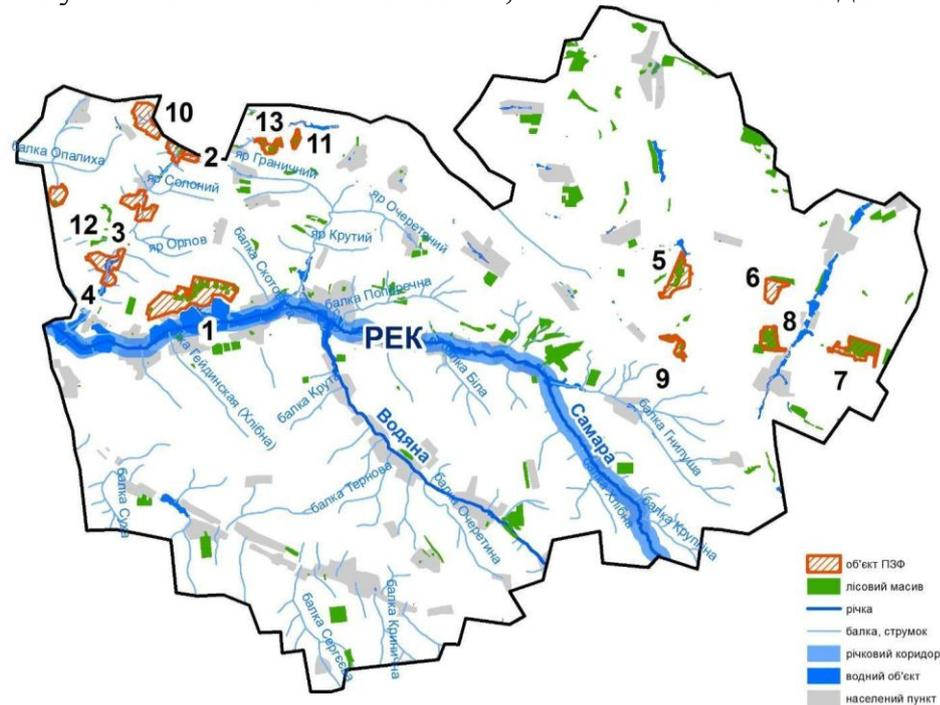 10
13
11
2
балка Опалиха
яр Граничний
яр Солоний
яр Очеретяний
12
3
яр Орлов
балка Скотов
яр Крутий
5
6
4
балка Поперечна
8
1
РЕК
9
7
балка Гейдинская (Хлібна)
балка Крута
балка Біла
Водяна
Самара
балка Гнилуша
балка Суха
балка Тернова
балка Очеретина
балка Хлібна
балка Крупина
балка Сергєєва
балка Кринична
об'єкт ПЗФ
лісовий масив
річка
балка, струмок
річковий коридор
водний об'єкт
населений пункт